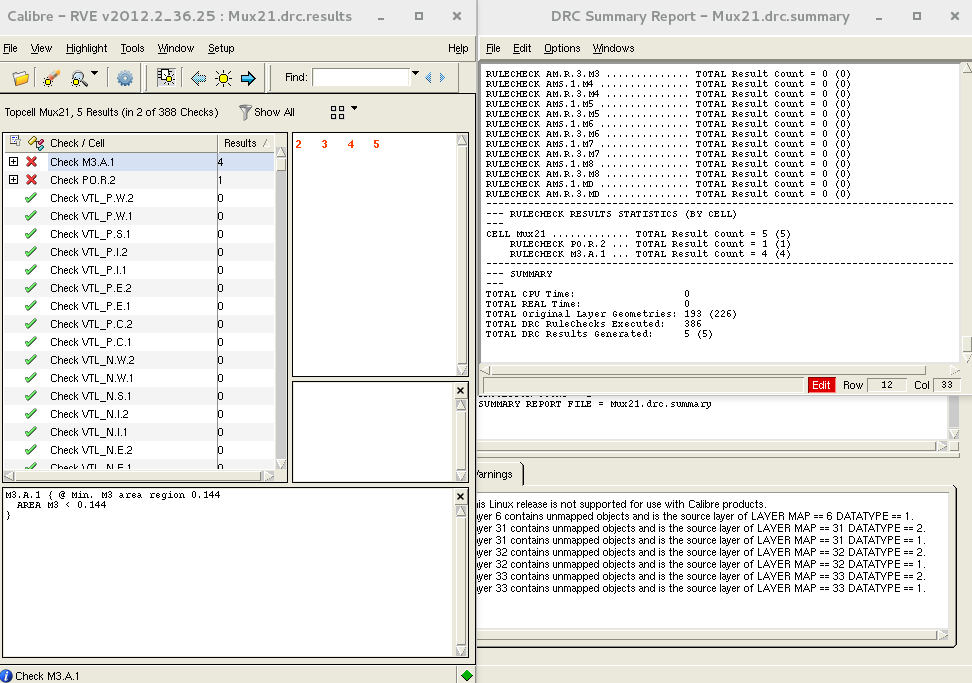 Calibre – RVE v2012.2_36.25 : Mux21.drc.results
File View Highlight Tools Window Setup Help
Find:
Topcell Mux21, 5 Results (in 2 of 388 Checks) Show All
Check / Cell Results
Check M3.A.1 4
Check PO.R.2 1
Check VTL_P.W.2 0
Check VTL_P.W.1 0
Check VTL_P.S.1 0
Check VTL_P.I.2 0
Check VTL_P.I.1 0
Check VTL_P.E.2 0
Check VTL_P.E.1 0
Check VTL_P.C.2 0
Check VTL_P.C.1 0
Check VTL_N.W.2 0
Check VTL_N.W.1 0
Check VTL_N.S.1 0
Check VTL_N.I.2 0
Check VTL_N.I.1 0
Check VTL_N.E.2 0
Check VTL_N.E.1 0
2 3 4 5
M3.A.1 { @ Min. M3 area region 0.144
AREA M3 < 0.144
}
Check M3.A.1
DRC Summary Report – Mux21.drc.summary
File Edit Options Windows
RULECHECK AM.R.3.M3 .............. TOTAL Result Count = 0 (0)
RULECHECK AMS.1.M4 ............... TOTAL Result Count = 0 (0)
RULECHECK AM.R.3.M4 .............. TOTAL Result Count = 0 (0)
RULECHECK AMS.1.M5 ............... TOTAL Result Count = 0 (0)
RULECHECK AM.R.3.M5 .............. TOTAL Result Count = 0 (0)
RULECHECK AMS.1.M6 ............... TOTAL Result Count = 0 (0)
RULECHECK AM.R.3.M6 .............. TOTAL Result Count = 0 (0)
RULECHECK AMS.1.M7 ............... TOTAL Result Count = 0 (0)
RULECHECK AM.R.3.M7 .............. TOTAL Result Count = 0 (0)
RULECHECK AMS.1.M8 ............... TOTAL Result Count = 0 (0)
RULECHECK AM.R.3.M8 .............. TOTAL Result Count = 0 (0)
RULECHECK AMS.1.MD ............... TOTAL Result Count = 0 (0)
RULECHECK AM.R.3.MD .............. TOTAL Result Count = 0 (0)
----------------------------------------------------------------------------------
--- RULECHECK RESULTS STATISTICS (BY CELL)
---
CELL Mux21 ............. TOTAL Result Count = 5 (5)
RULECHECK PO.R.2 ... TOTAL Result Count = 1 (1)
RULECHECK M3.A.1 ... TOTAL Result Count = 4 (4)
----------------------------------------------------------------------------------
--- SUMMARY
---
TOTAL CPU Time: 0
TOTAL REAL Time: 0
TOTAL Original Layer Geometries: 193 (226)
TOTAL DRC RuleChecks Executed: 386
TOTAL DRC Results Generated: 5 (5)
Edit Row 12 Col 33
SUMMARY REPORT FILE = Mux21.drc.summary
arnings
is Linux release is not supported for use with Calibre products.
ayer 6 contains unmapped objects and is the source layer of LAYER MAP == 6 DATATYPE == 1.
ayer 31 contains unmapped objects and is the source layer of LAYER MAP == 31 DATATYPE == 2.
ayer 31 contains unmapped objects and is the source layer of LAYER MAP == 31 DATATYPE == 1.
ayer 32 contains unmapped objects and is the source layer of LAYER MAP == 32 DATATYPE == 2.
ayer 32 contains unmapped objects and is the source layer of LAYER MAP == 32 DATATYPE == 1.
ayer 33 contains unmapped objects and is the source layer of LAYER MAP == 33 DATATYPE == 2.
ayer 33 contains unmapped objects and is the source layer of LAYER MAP == 33 DATATYPE == 1.